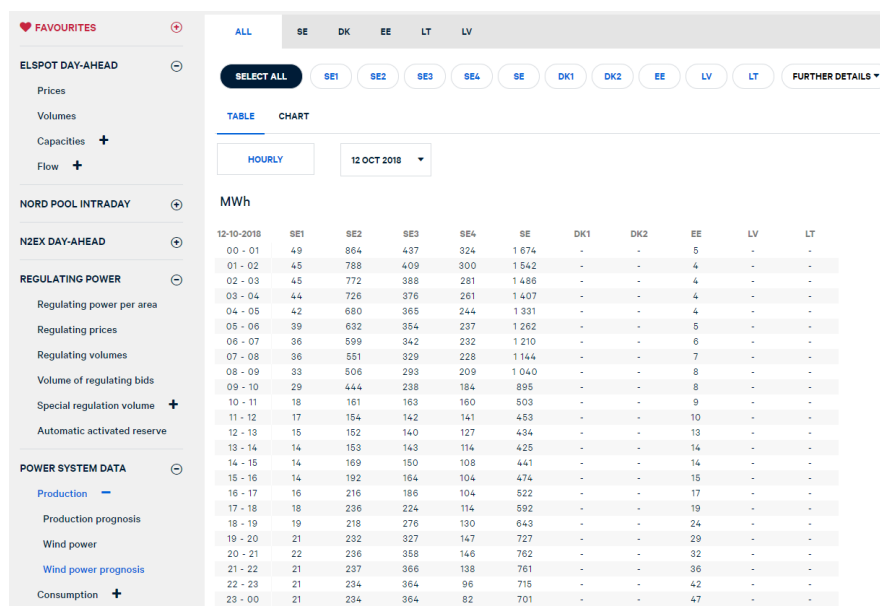 FAVOURITES
ELSPOT DAY-AHEAD
Prices
Volumes
Capacities +
Flow +
NORD POOL INTRADAY
N2EX DAY-AHEAD
REGULATING POWER
Regulating power per area
Regulating prices
Regulating volumes
Volume of regulating bids
Special regulation volume +
Automatic activated reserve
POWER SYSTEM DATA
Production −
Production prognosis
Wind power
Wind power prognosis
Consumption +
ALL SE DK EE LT LV
SELECT ALL SE1 SE2 SE3 SE4 SE DK1 DK2 EE LV LT FURTHER DETAILS
TABLE CHART
HOURLY 12 OCT 2018
MWh
12-10-2018 SE1 SE2 SE3 SE4 SE DK1 DK2 EE LV LT
00 - 01 49 864 437 324 1 674 - - 5 - -
01 - 02 45 788 409 300 1 542 - - 4 - -
02 - 03 45 772 388 281 1 486 - - 4 - -
03 - 04 44 726 376 261 1 407 - - 4 - -
04 - 05 42 680 365 244 1 331 - - 4 - -
05 - 06 39 632 354 237 1 262 - - 5 - -
06 - 07 36 599 342 232 1 210 - - 6 - -
07 - 08 36 551 329 228 1 144 - - 7 - -
08 - 09 33 506 293 209 1 040 - - 8 - -
09 - 10 29 444 238 184 895 - - 8 - -
10 - 11 18 161 163 160 503 - - 9 - -
11 - 12 17 154 142 141 453 - - 10 - -
12 - 13 15 152 140 127 434 - - 13 - -
13 - 14 14 153 143 114 425 - - 14 - -
14 - 15 14 169 150 108 441 - - 14 - -
15 - 16 14 192 164 104 474 - - 15 - -
16 - 17 16 216 186 104 522 - - 17 - -
17 - 18 18 236 224 114 592 - - 19 - -
18 - 19 19 218 276 130 643 - - 24 - -
19 - 20 21 232 327 147 727 - - 29 - -
20 - 21 22 236 358 146 762 - - 32 - -
21 - 22 21 237 366 138 761 - - 36 - -
22 - 23 21 234 364 96 715 - - 42 - -
23 - 00 21 234 364 82 701 - - 47 - -